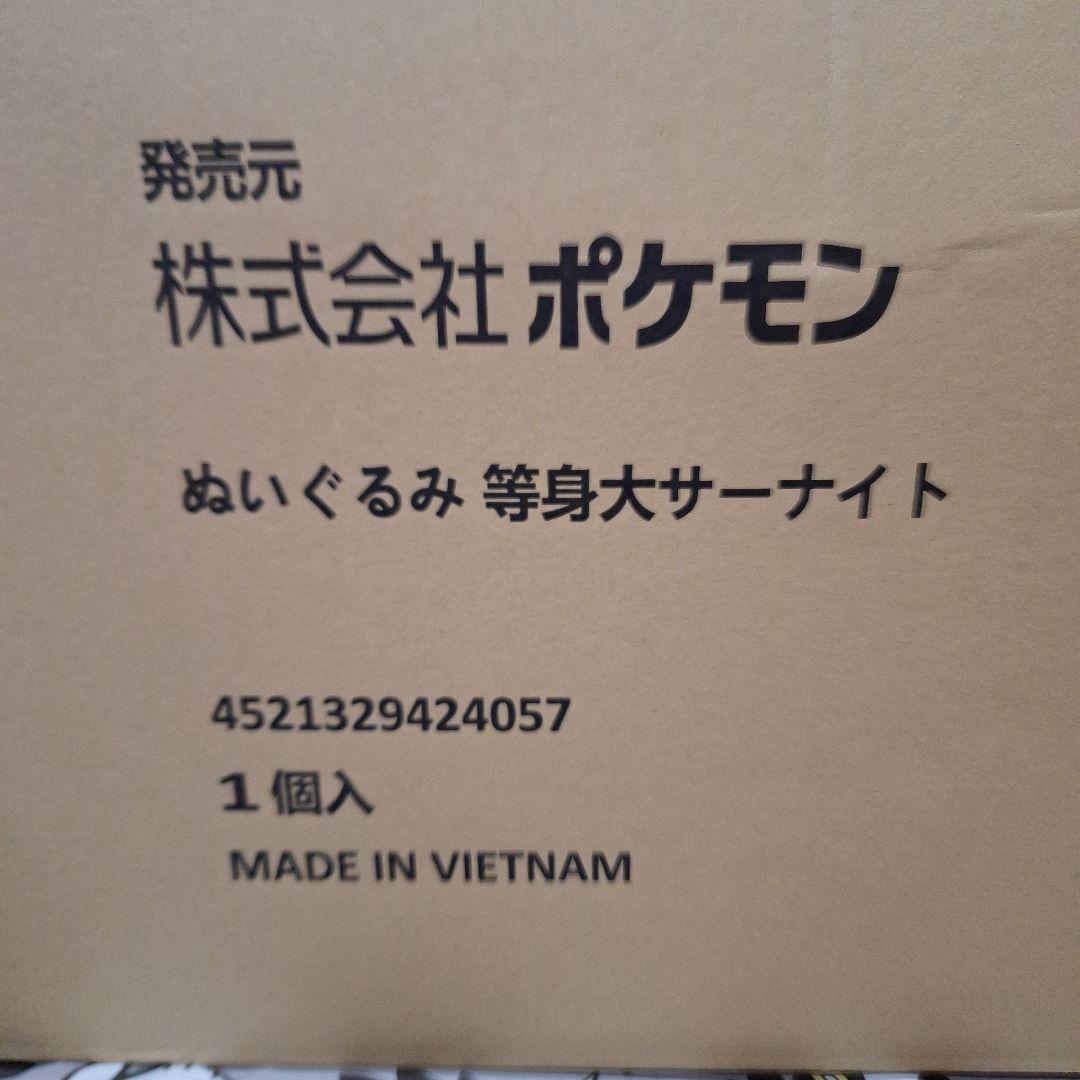 発売元
株式会社ポケモン
ぬいぐるみ 等身大サーナイト
4521329424057
1個入
MADE IN VIETNAM